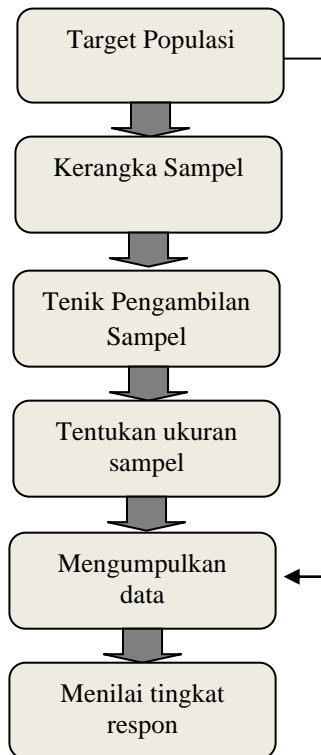 Target Populasi
Kerangka Sampel
Tenik Pengambilan
Sampel
Tentukan ukuran
sampel
Mengumpulkan
data
Menilai tingkat
respon